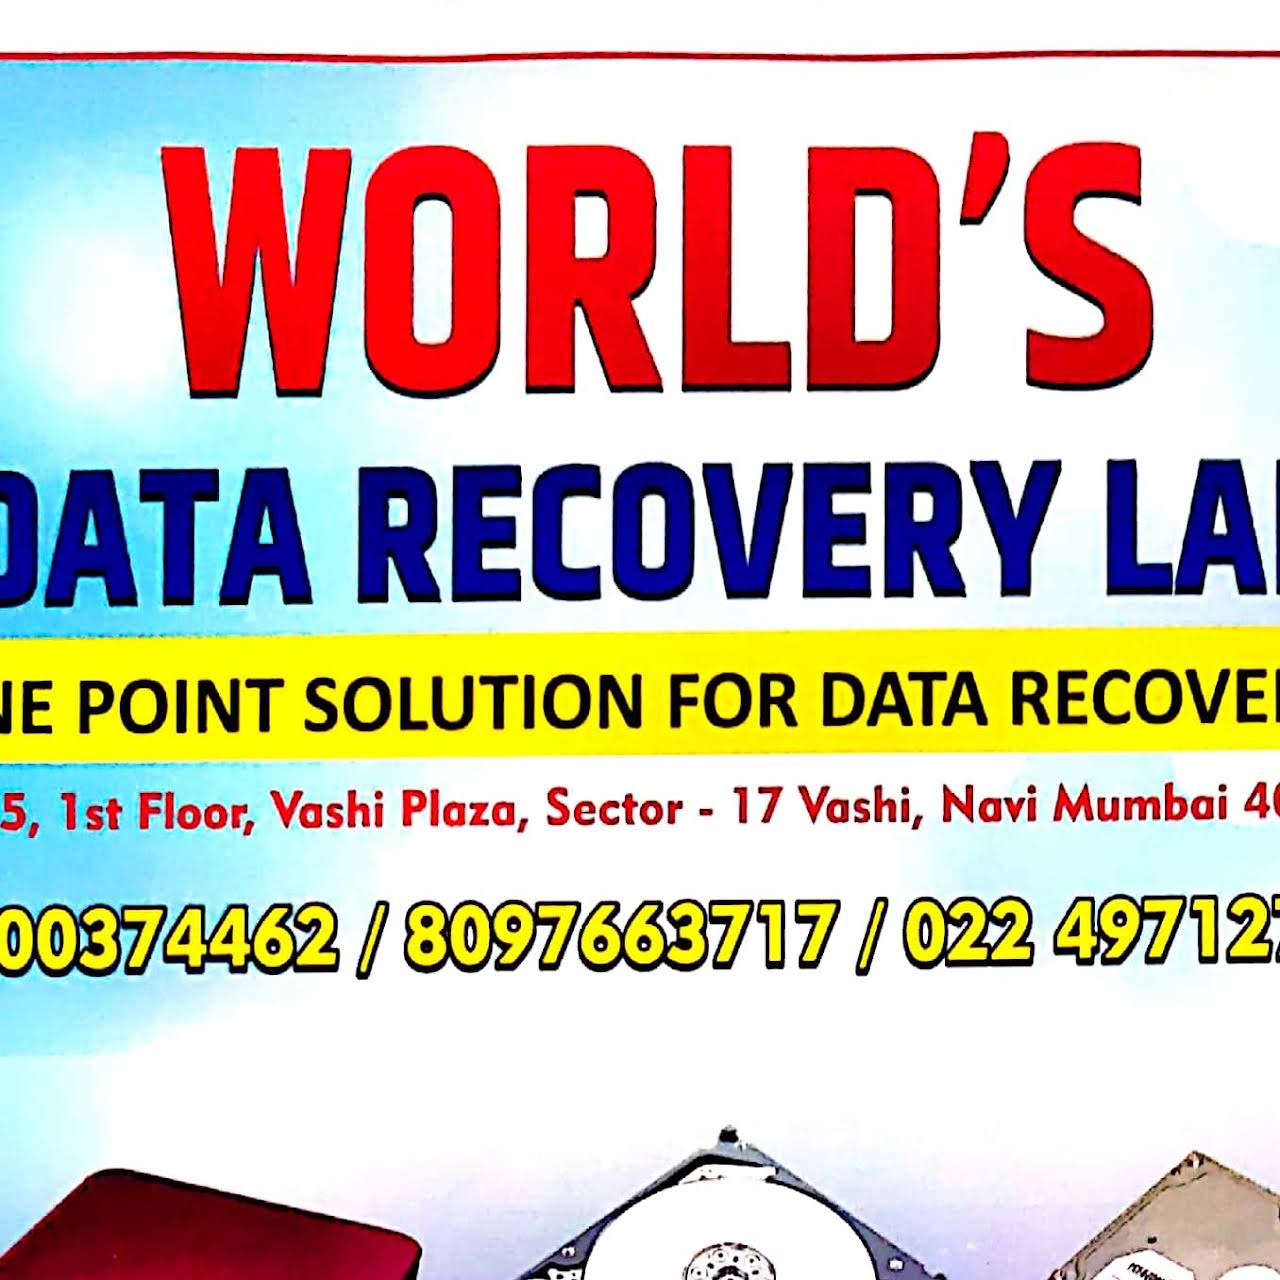 WORLD'S
DATA RECOVERY LA
NE POINT SOLUTION FOR DATA RECOVE
5, 1st Floor, Vashi Plaza, Sector - 17 Vashi, Navi Mumbai 40
00374462 / 8097663717 / 022 497127